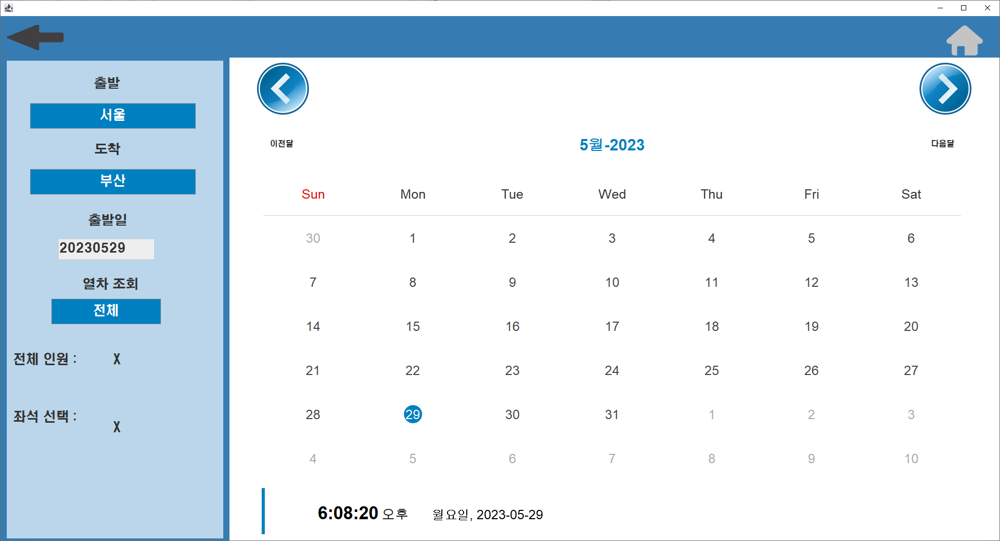 출발
서울
도착
부산
출발일
20230529
열차 조회
전체
전체 인원 : X
좌석 선택 : X
이전달
5월-2023
다음달
Sun Mon Tue Wed Thu Fri Sat
30 1 2 3 4 5 6
7 8 9 10 11 12 13
14 15 16 17 18 19 20
21 22 23 24 25 26 27
28 29 30 31 1 2 3
4 5 6 7 8 9 10
6:08:20 오후 월요일, 2023-05-29